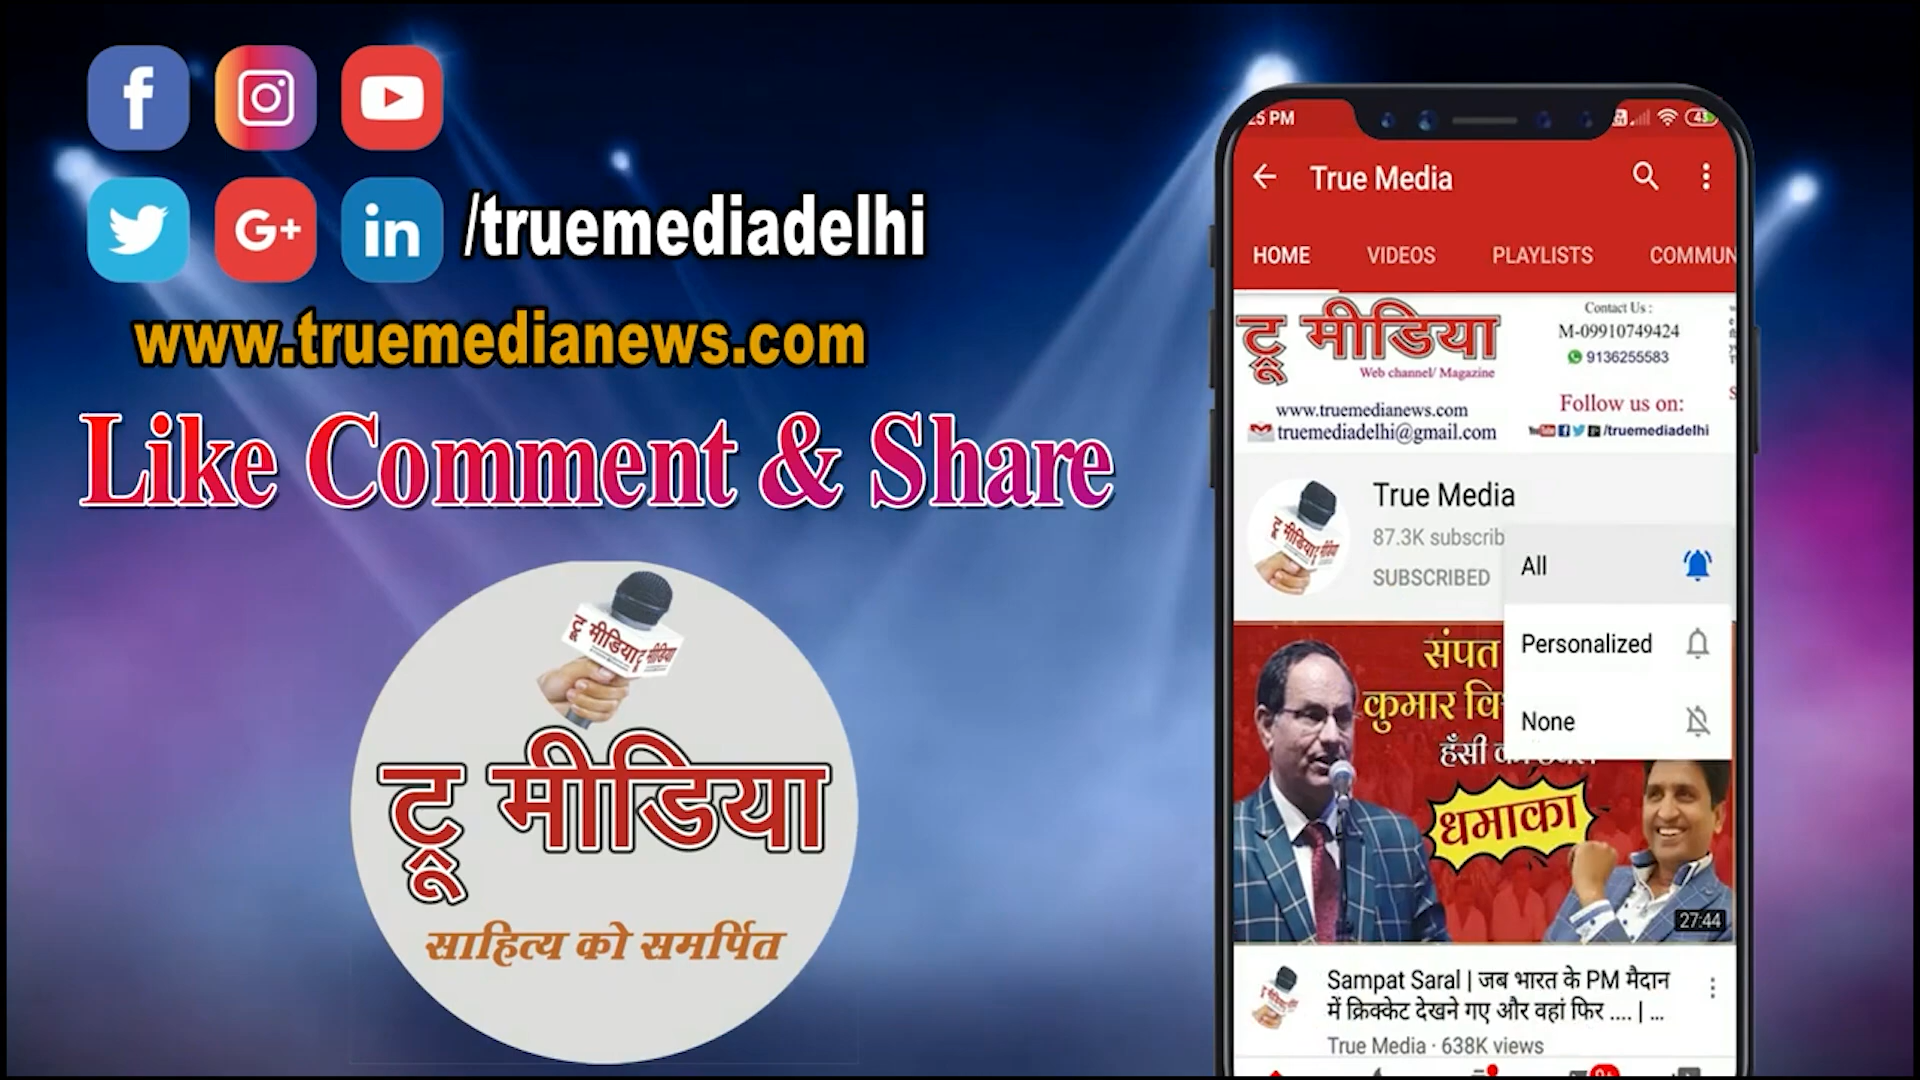 /truemediadelhi
www.truemedianews.com
Like Comment & Share
टू मीडिया
साहित्य को समर्पित
25 PM
43
True Media
HOME VIDEOS PLAYLISTS COMMUN
टू मीडिया
Web channel/ Magazine
www.truemedianews.com
truemediadelhi@gmail.com
Contact Us :
M-09910749424
9136255583
Follow us on:
/truemediadelhi
True Media
87.3K subscrib
SUBSCRIBED
All
Personalized
None
संपत
कुमार वि
हँसी
धमाका
27:44
Sampat Saral | जब भारत के PM मैदान
में क्रिकेट देखने गए और वहां फिर .... | ...
True Media · 638K views